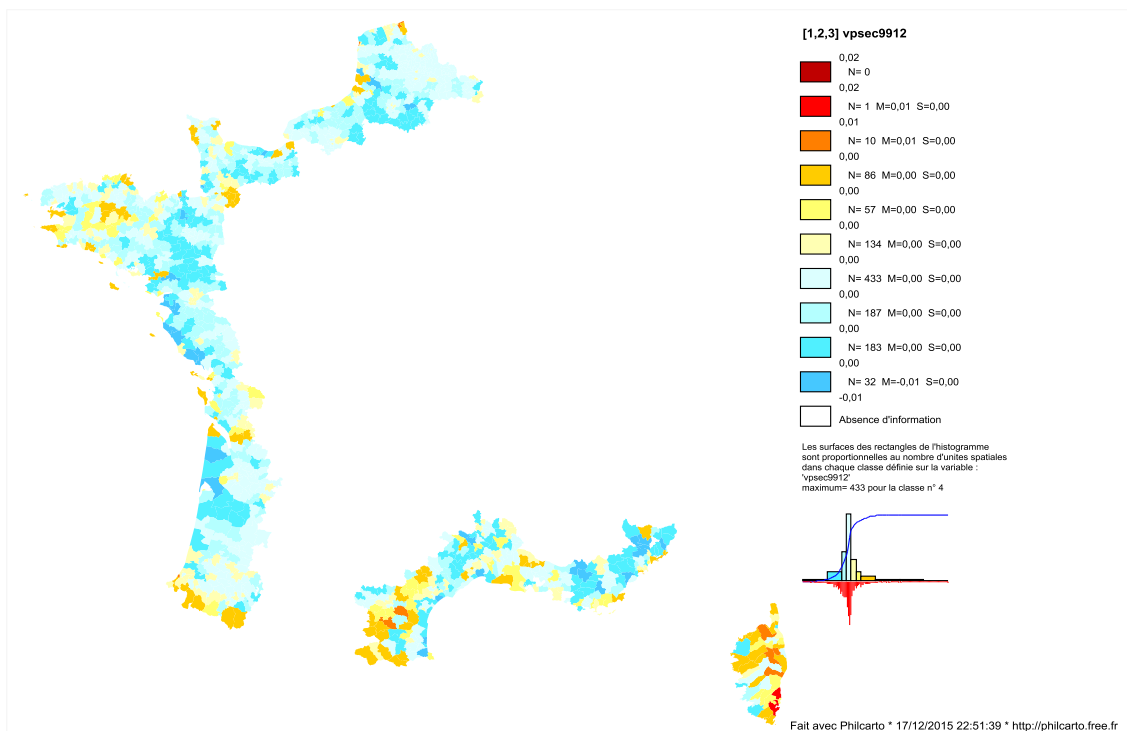 [1,2,3] vpsec9912
0,02
N= 0
0,02
N= 1 M=0,01 S=0,00
0,01
N= 10 M=0,01 S=0,00
0,00
N= 86 M=0,00 S=0,00
0,00
N= 57 M=0,00 S=0,00
0,00
N= 134 M=0,00 S=0,00
0,00
N= 433 M=0,00 S=0,00
0,00
N= 187 M=0,00 S=0,00
0,00
N= 183 M=0,00 S=0,00
0,00
N= 32 M=-0,01 S=0,00
-0,01
Absence d'information
Les surfaces des rectangles de l'histogramme
sont proportionnelles au nombre d'unites spatiales
dans chaque classe définie sur la variable :
'vpsec9912'
maximum= 433 pour la classe n° 4
Fait avec Philcarto * 17/12/2015 22:51:39 * http://philcarto.free.fr